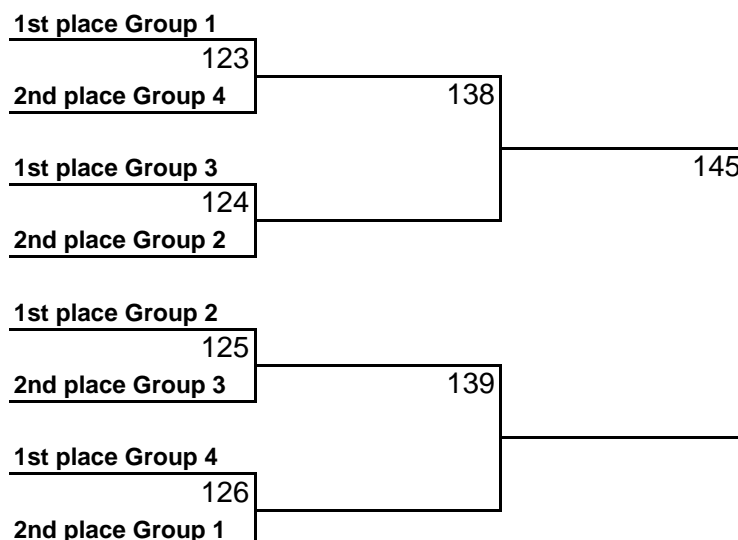 1st place Group 1
123
2nd place Group 4
138
1st place Group 3
145
124
2nd place Group 2
1st place Group 2
125
2nd place Group 3
139
1st place Group 4
126
2nd place Group 1